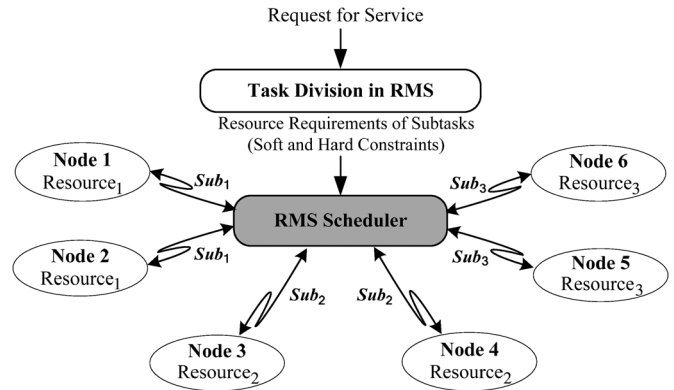 Request for Service
Task Division in RMS
Resource Requirements of Subtasks
(Soft and Hard Constraints)
Node 1
Resource1
Sub1
Node 6
Resource3
Sub3
RMS Scheduler
Node 2
Resource1
Sub1
Node 5
Resource3
Sub3
Sub2
Sub2
Node 3
Resource2
Node 4
Resource2